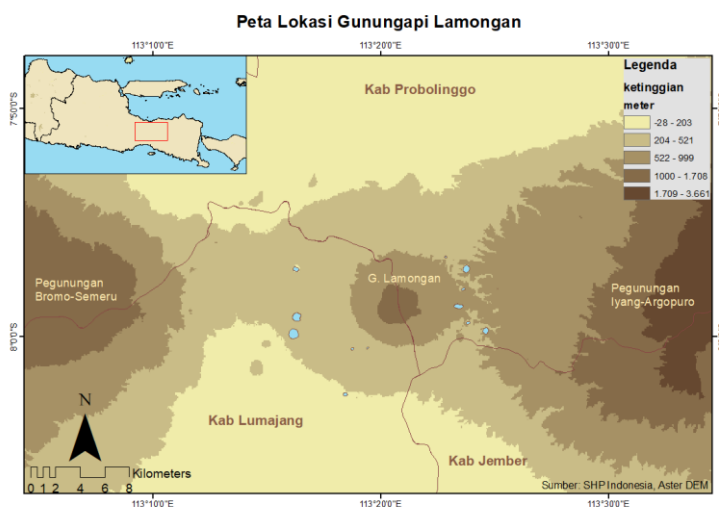 Peta Lokasi Gunungapi Lamongan
113°10'0"E
113°20'0"E
113°30'0"E
Legenda
ketinggian
meter
-28 - 203
204 - 521
522 - 999
1000 - 1.708
1.709 - 3.661
7°50'0"S
Kab Probolinggo
Pegunungan
Bromo-Semeru
G. Lamongan
Pegunungan
Iyang-Argopuro
8°0'0"S
N
Kab Lumajang
Kab Jember
Kilometers
0 1 2 4 6 8
Sumber: SHP Indonesia, Aster DEM
113°10'0"E
113°20'0"E
113°30'0"E